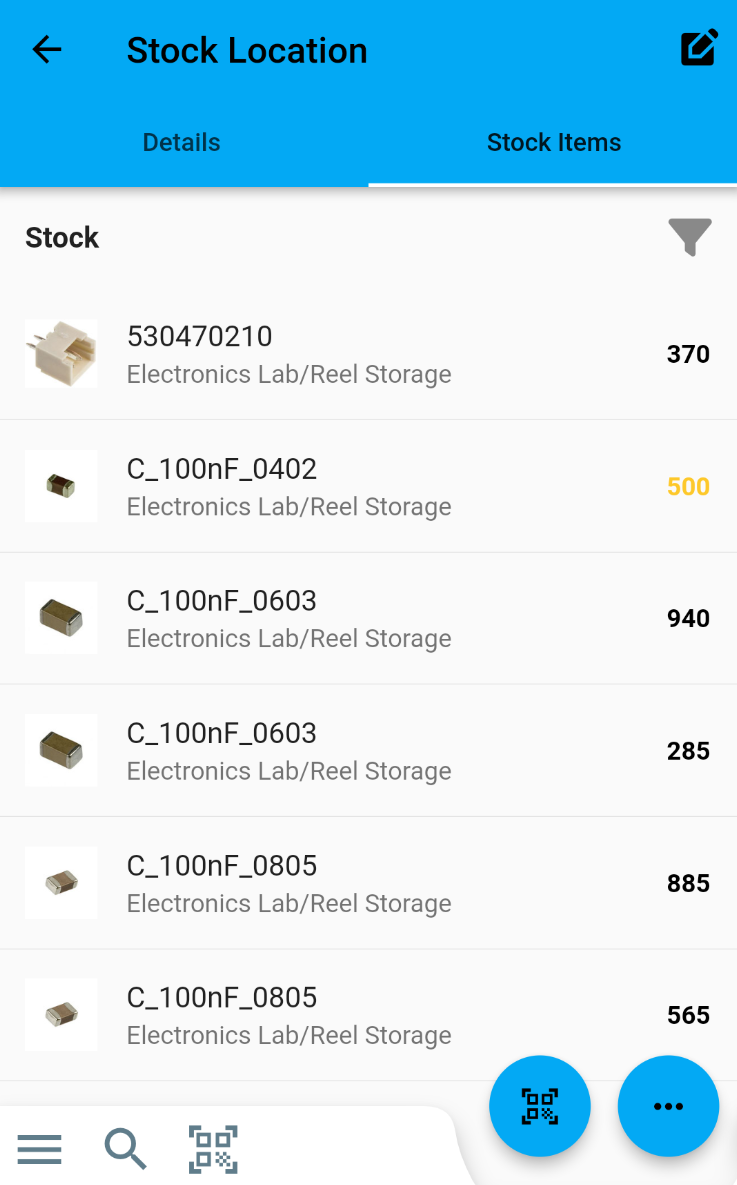 Stock Location
Details
Stock Items
Stock
530470210
Electronics Lab/Reel Storage
370
C_100nF_0402
Electronics Lab/Reel Storage
500
C_100nF_0603
Electronics Lab/Reel Storage
940
C_100nF_0603
Electronics Lab/Reel Storage
285
C_100nF_0805
Electronics Lab/Reel Storage
885
C_100nF_0805
Electronics Lab/Reel Storage
565